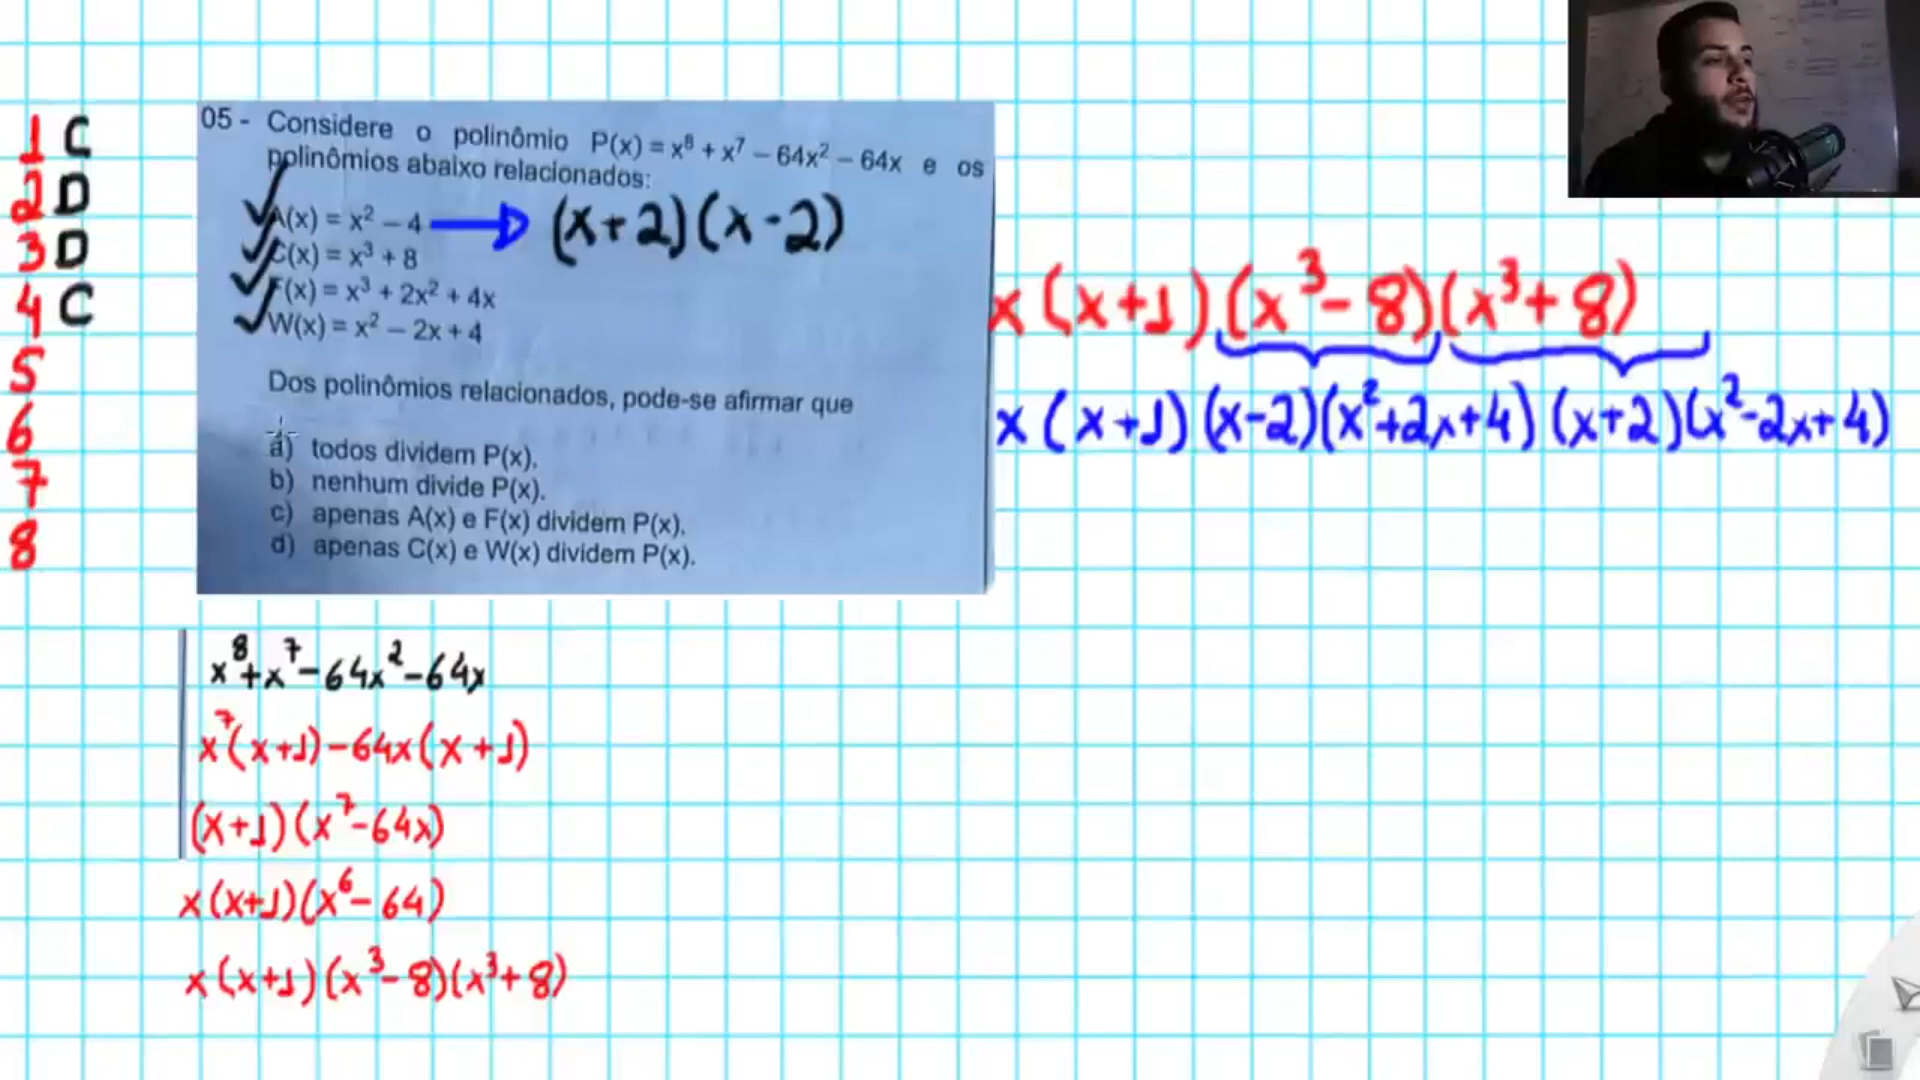 1 C
2 D
3 D
4 C
5
6
7
8
05 - Considere o polinômio P(x) = x⁸ + x⁷ – 64x² – 64x e os
polinômios abaixo relacionados:
A(x) = x² – 4 (x+2)(x-2)
C(x) = x³ + 8
F(x) = x³ + 2x² + 4x
W(x) = x² – 2x + 4
Dos polinômios relacionados, pode-se afirmar que
a) todos dividem P(x).
b) nenhum divide P(x).
c) apenas A(x) e F(x) dividem P(x).
d) apenas C(x) e W(x) dividem P(x).
x(x+1)(x³-8)(x³+8)
x(x+1)(x-2)(x²+2x+4)(x+2)(x²-2x+4)
x⁸+x⁷-64x²-64x
x⁷(x+1)-64x(x+1)
(x+1)(x⁷-64x)
x(x+1)(x⁶-64)
x(x+1)(x³-8)(x³+8)